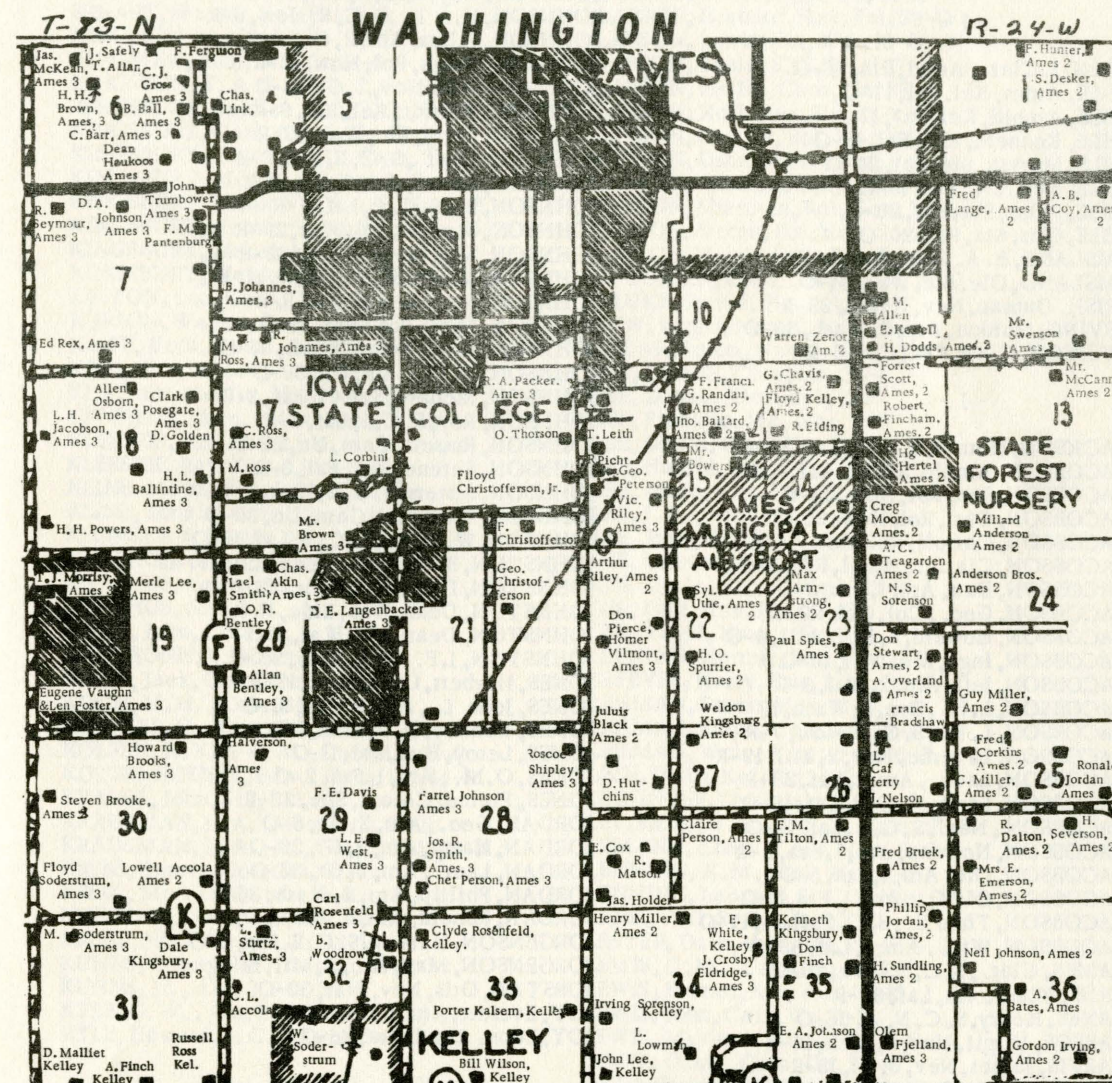 T-83-N
WASHINGTON
R-24-W
Jas.
McKean,
Ames 3
J. Safely
T. Allan
F. Ferguson
C. J.
Gross
Ames 3
H. H.
Brown,
Ames, 3
6
B. Ball,
Ames 3
C. Barr, Ames 3
Dean
Haukoos
Ames 3
Chas.
Link,
4
5
AMES
F. Hunter,
Ames 2
S. Desker,
Ames 2
R.
Seymour,
Ames 3
D. A.
Johnson,
Ames 3
John
Trumbower,
Ames 3
F. M.
Pantenburg
7
B. Johannes,
Ames, 3
Ed Rex, Ames 3
M.
Ross, Ames 3
R.
Johannes, Ames 3
Fred
Lange, Ames
2
A. B.
Coy, Ames
2
12
10
M.
Allen
E. Kowell,
H. Dodds, Ames. 2
Warren Zenor
Am. 2
Mr.
Swenson
Ames 3
Allen
Osborn,
Ames 3
L. H.
Jacobson,
Ames 3
18
Clark
Posegate,
Ames 3
D. Golden
H. L.
Ballintine,
Ames 3
H. H. Powers, Ames 3
IOWA
17 STATE COLLEGE
C. Ross,
Ames 3
M. Ross
L. Corbin
R. A. Packer.
Ames 3
O. Thorson
Flloyd
Christofferson, Jr.
T. Leith
Picht
Geo.
Peterson
Vic.
Riley,
Ames 3
F. Franci.
G. Randau,
Ames 2
Jno. Ballard,
Ames 2
G. Chavis,
Ames. 2
Floyd Kelley,
Ames. 2
R. Elding
Forrest
Scott,
Ames, 2
Robert,
Fincham.
Ames. 2
Mr.
McCann
Ames 2
13
Mr.
Bowers
15
14
AMES
MUNICIPAL
AIRPORT
Hg.
Hertel
Ames 2
STATE
FOREST
NURSERY
Creg
Moore,
Ames, 2
Millard
Anderson
Ames 2
Mr.
Brown
Ames 3
F.
Christofferson
69
T. J. Morrisy,
Ames 3
Merle Lee,
Ames 3
19
Eugene Vaughn
&Len Foster, Ames 3
Lael
Smith
Chas.
Akin
Ames, 3
O. R.
Bentley
F
20
D. E. Langenbacker
Ames 3
Allan
Bentley,
Ames 3
21
Geo.
Christof-
ferson
Arthur
Riley, Ames
2
Don
Pierce,
Homer
Vilmont,
Ames 3
Syl.
Uthe, Ames
2
22
H. O.
Spurrier,
Ames 2
Max
Arm-
strong,
Ames 2
23
Paul Spies,
Ames 2
A. C.
Teagarden
Ames 2
N. S.
Sorenson
Anderson Bros.
Ames 2
24
Don
Stewart,
Ames, 2
A. Overland
Ames 2
Francis
Bradshaw
Guy Miller,
Ames 2
Howard
Brooks,
Ames 3
Halverson,
Ames
3
Juluis
Black
Ames 2
Weldon
Kingsburg
Ames 2
Steven Brooke,
Ames 3
30
F. E. Davis
29
L. E.
West,
Ames 3
Farrel Johnson
Ames 3
28
Roscoe
Shipley,
Ames 3
D. Hut-
chins
27
26
L.
Caf
ferty
J. Nelson
Fred
Corkins
Ames. 2
C. Miller,
Ames 2
25
Ronald
Jordan
Ames
Floyd
Soderstrum,
Ames 3
Lowell Accola
Ames 2
Jos. R.
Smith,
Ames. 3
Chet Person, Ames 3
E. Cox
R.
Matson
Jas. Holder
Claire
Person, Ames
2
F. M.
Tilton, Ames
2
Fred Bruek,
Ames 2
R.
Dalton,
Ames 2
H.
Severson,
Ames 2
Mrs. E.
Emerson,
Ames, 2
K
M. Soderstrum,
Ames 3
Dale
Kingsbury,
Ames 3
L.
Sturtz,
Ames, 3
Carl
Rosenfeld
Ames 3
b.
Woodrow
32
Clyde Rosenfeld,
Kelley.
Henry Miller,
Ames 2
E.
White,
Kelley
J. Crosby
Eldridge,
Ames 3
Kenneth
Kingsbury,
Don
Finch
35
Phillip
Jordan,
Ames, 2
Neil Johnson, Ames 2
H. Sundling,
Ames 2
31
C. L.
Accola
33
Porter Kalsem, Kelley
Irving Sorenson,
Kelley
34
A.
Bates, Ames
36
D. Malliet
Kelley
Russell
Ross
Kel.
A. Finch
Kelley
W.
Soder-
strum
KELLEY
Bill Wilson,
Kelley
L.
Lowman,
John Lee,
Kelley
E. A. Johnson
Ames 2
Olem
Fjelland,
Ames 3
Gordon Irving,
Ames 2
K